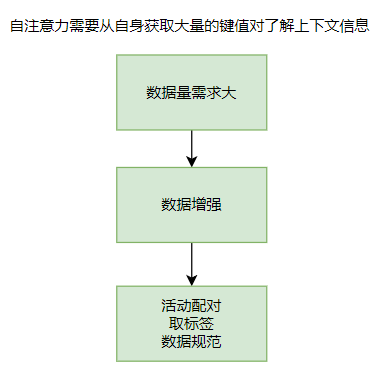 自注意力需要从自身获取大量的键值对了解上下文信息
数据量需求大
数据增强
活动配对
取标签
数据规范